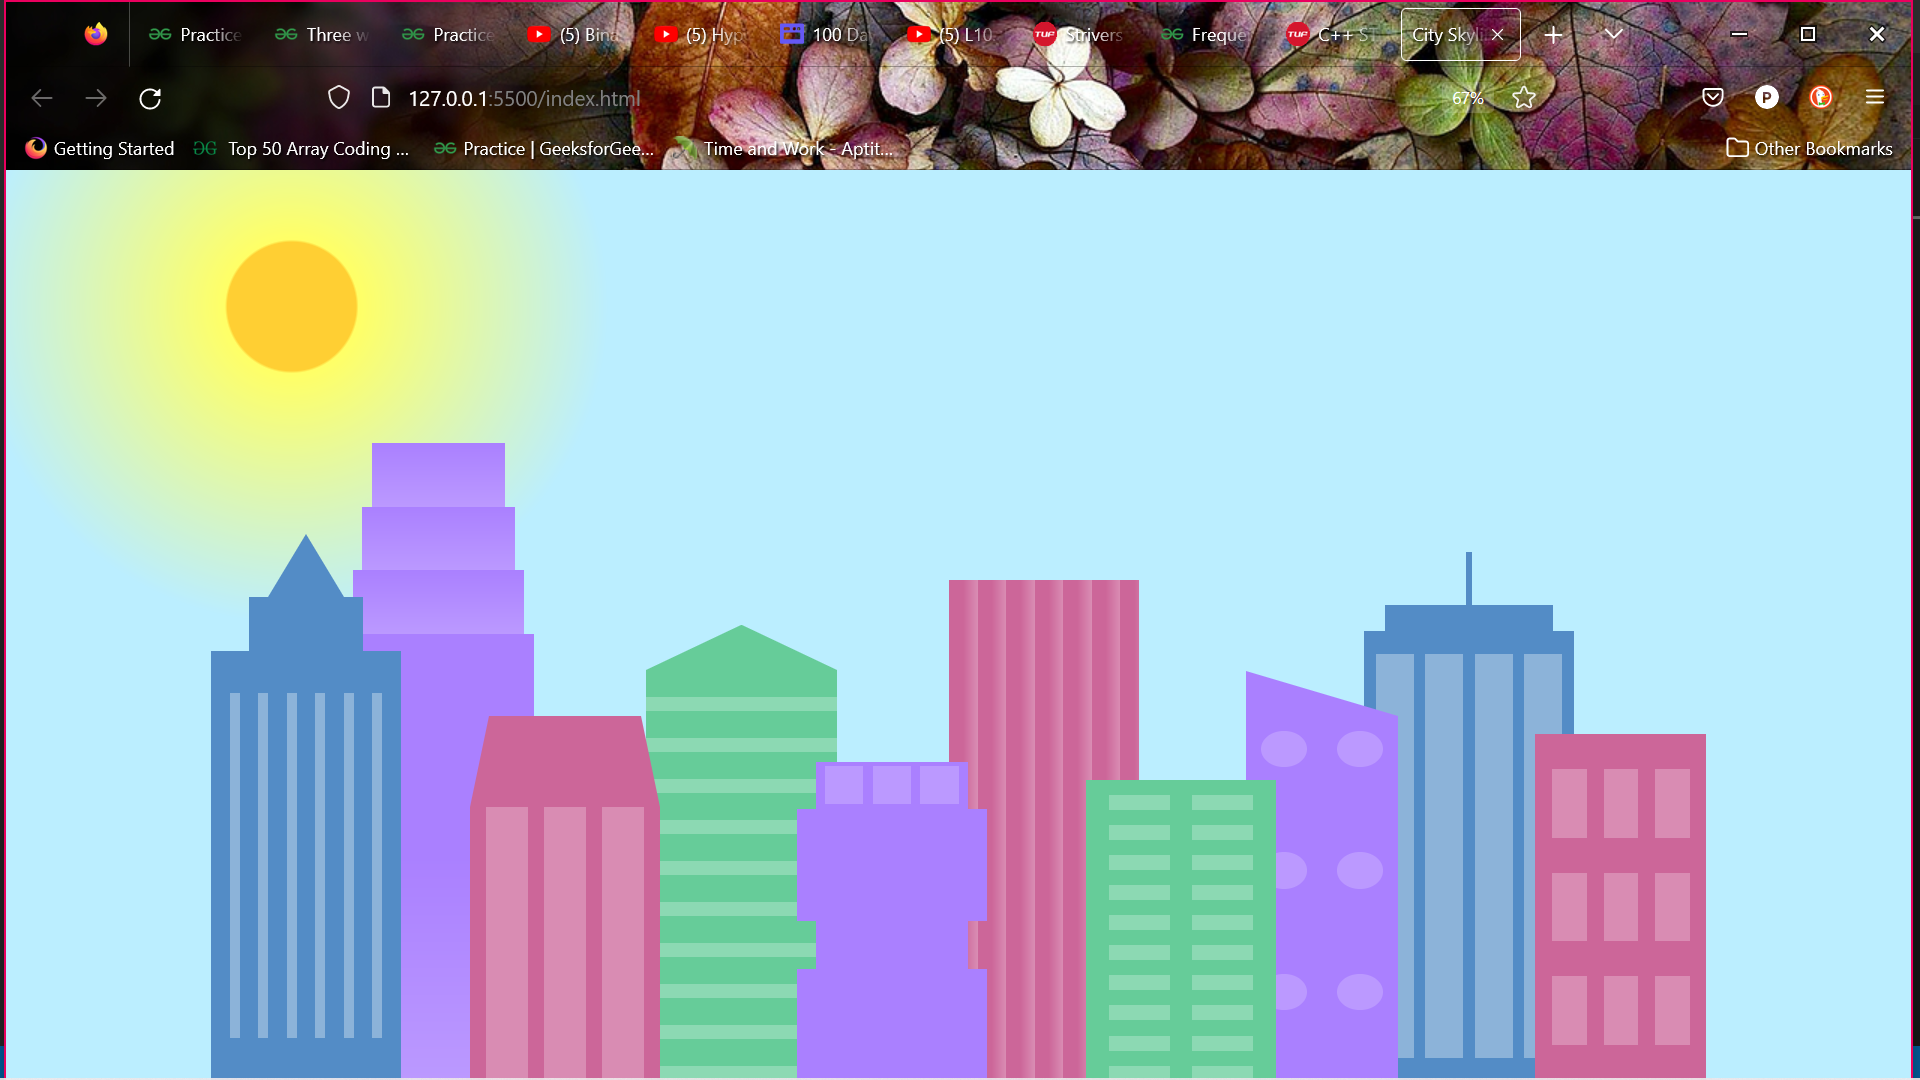 Practice Three w Practice (5) Bina (5) Hyp 100 Da (5) L10 Strivers Freque C++ S City Skyli
127.0.0.1:5500/index.html 67% P
Getting Started Top 50 Array Coding ... Practice | GeeksforGee... Time and Work - Aptit... Other Bookmarks